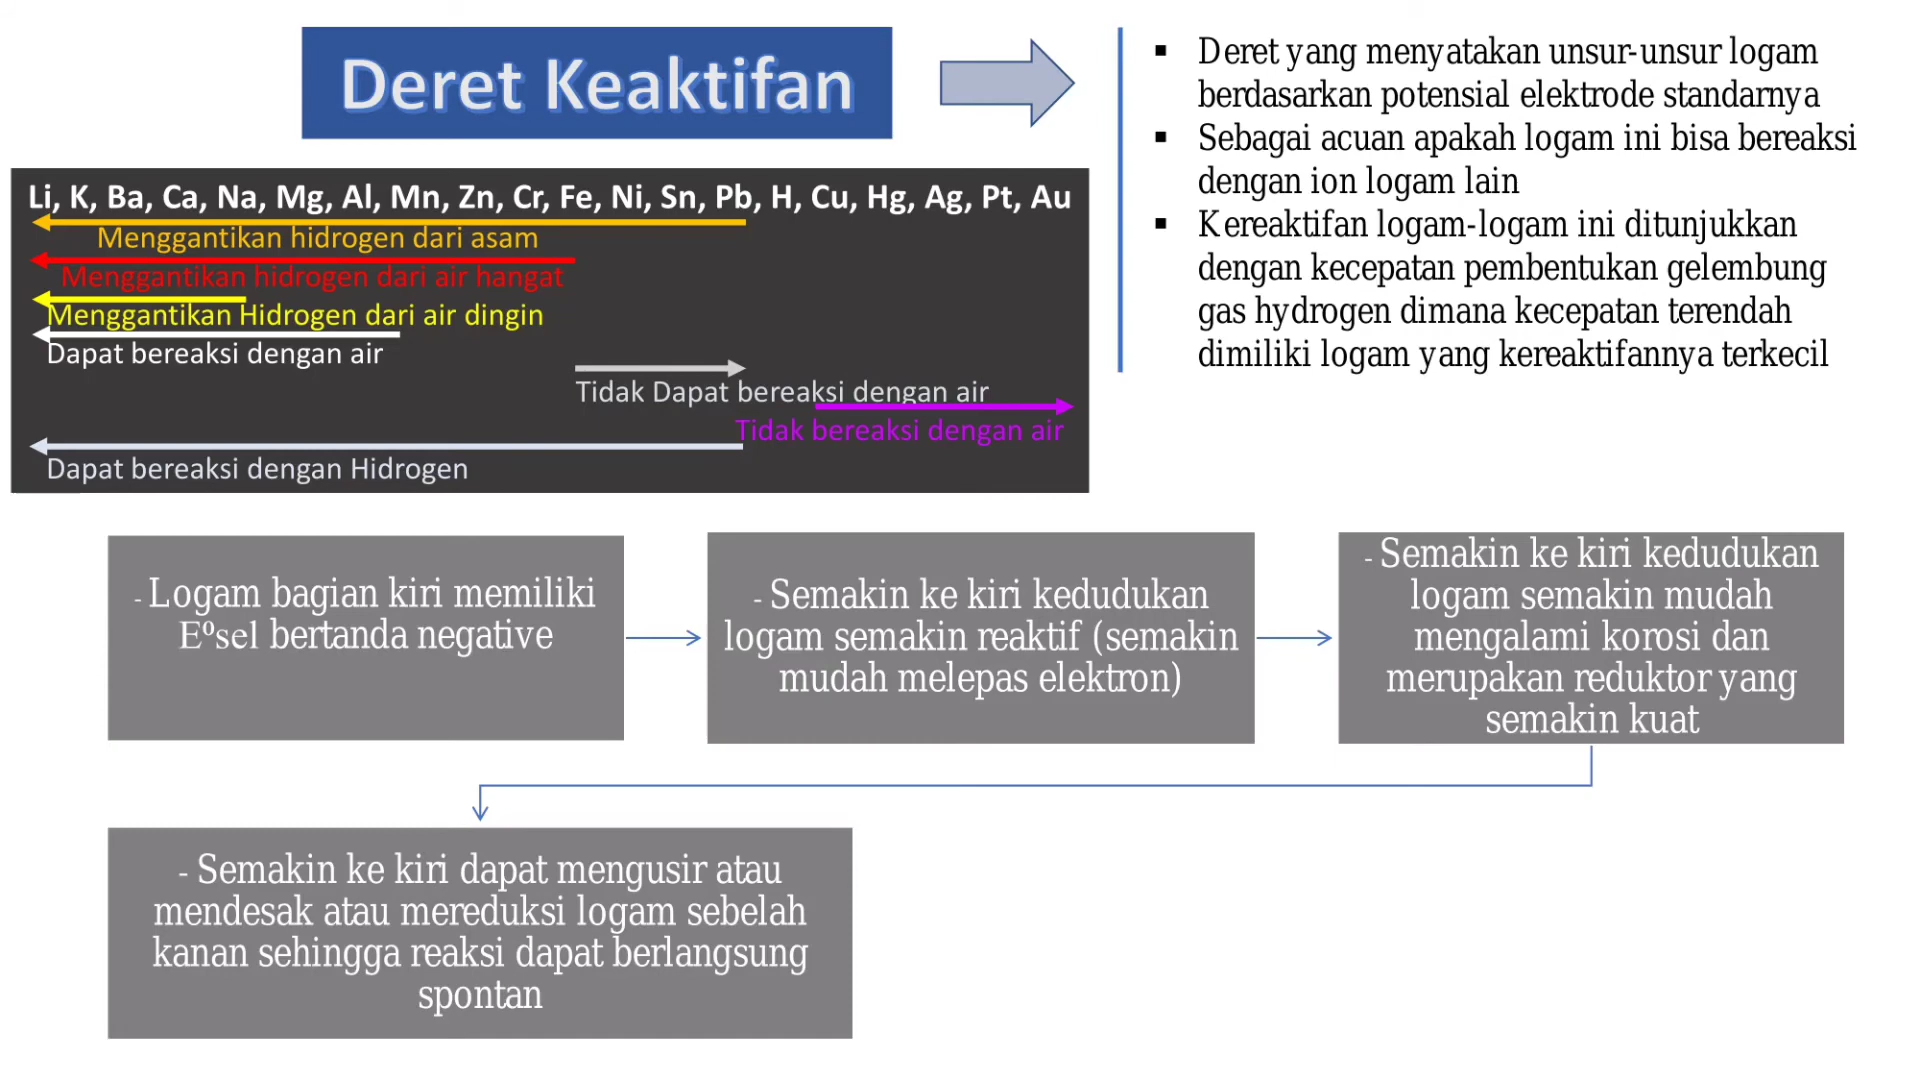 Deret Keaktifan
▪ Deret yang menyatakan unsur-unsur logam
berdasarkan potensial elektrode standarnya
▪ Sebagai acuan apakah logam ini bisa bereaksi
dengan ion logam lain
▪ Kereaktifan logam-logam ini ditunjukkan
dengan kecepatan pembentukan gelembung
gas hydrogen dimana kecepatan terendah
dimiliki logam yang kereaktifannya terkecil
Li, K, Ba, Ca, Na, Mg, Al, Mn, Zn, Cr, Fe, Ni, Sn, Pb, H, Cu, Hg, Ag, Pt, Au
Menggantikan hidrogen dari asam
Menggantikan hidrogen dari air hangat
Menggantikan Hidrogen dari air dingin
Dapat bereaksi dengan air
Tidak Dapat bereaksi dengan air
Tidak bereaksi dengan air
Dapat bereaksi dengan Hidrogen
- Logam bagian kiri memiliki
Eºsel bertanda negative
- Semakin ke kiri kedudukan
logam semakin reaktif (semakin
mudah melepas elektron)
- Semakin ke kiri kedudukan
logam semakin mudah
mengalami korosi dan
merupakan reduktor yang
semakin kuat
- Semakin ke kiri dapat mengusir atau
mendesak atau mereduksi logam sebelah
kanan sehingga reaksi dapat berlangsung
spontan